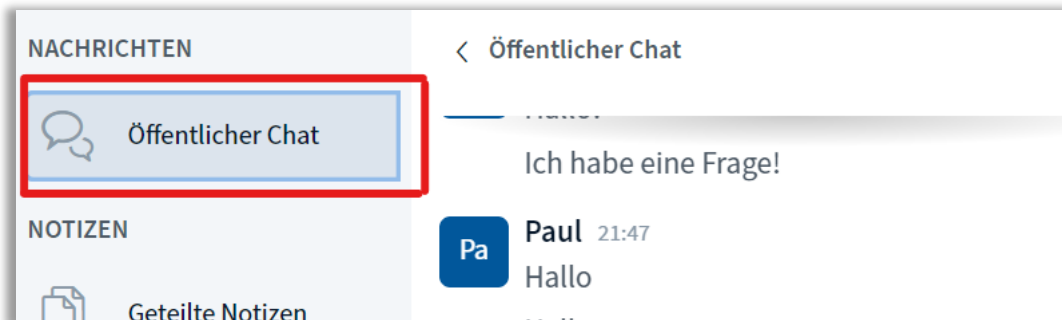 NACHRICHTEN
Öffentlicher Chat
NOTIZEN
Geteilte Notizen
Öffentlicher Chat
Ich habe eine Frage!
Pa
Paul 21:47
Hallo